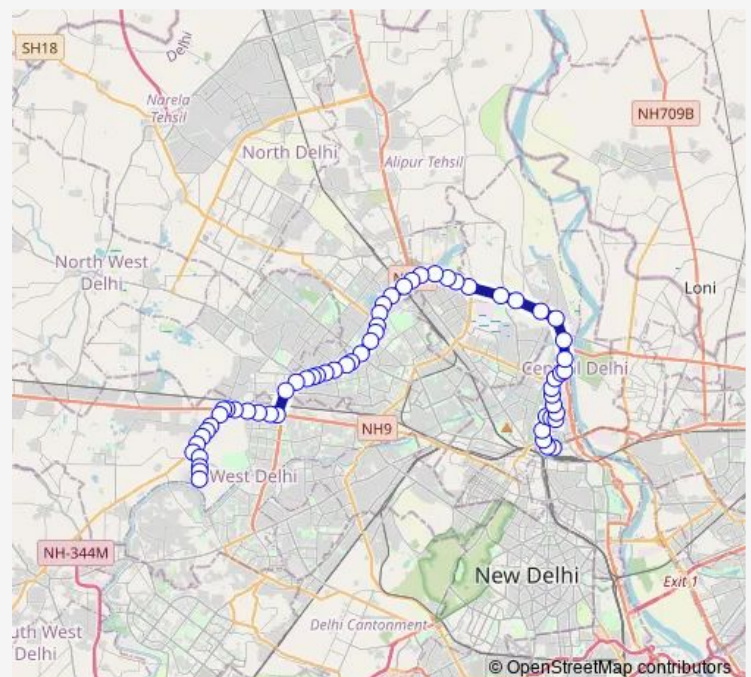 SH18
Delhi
Narela
Tehsil
NH709B
North Delhi
Alipur Tehsil
North West
Delhi
Loni
Central Delhi
NH9
West Delhi
NH-344M
New Delhi
Exit 1
Delhi Cantonment
uth West
Delhi
© OpenStreetMap contributors